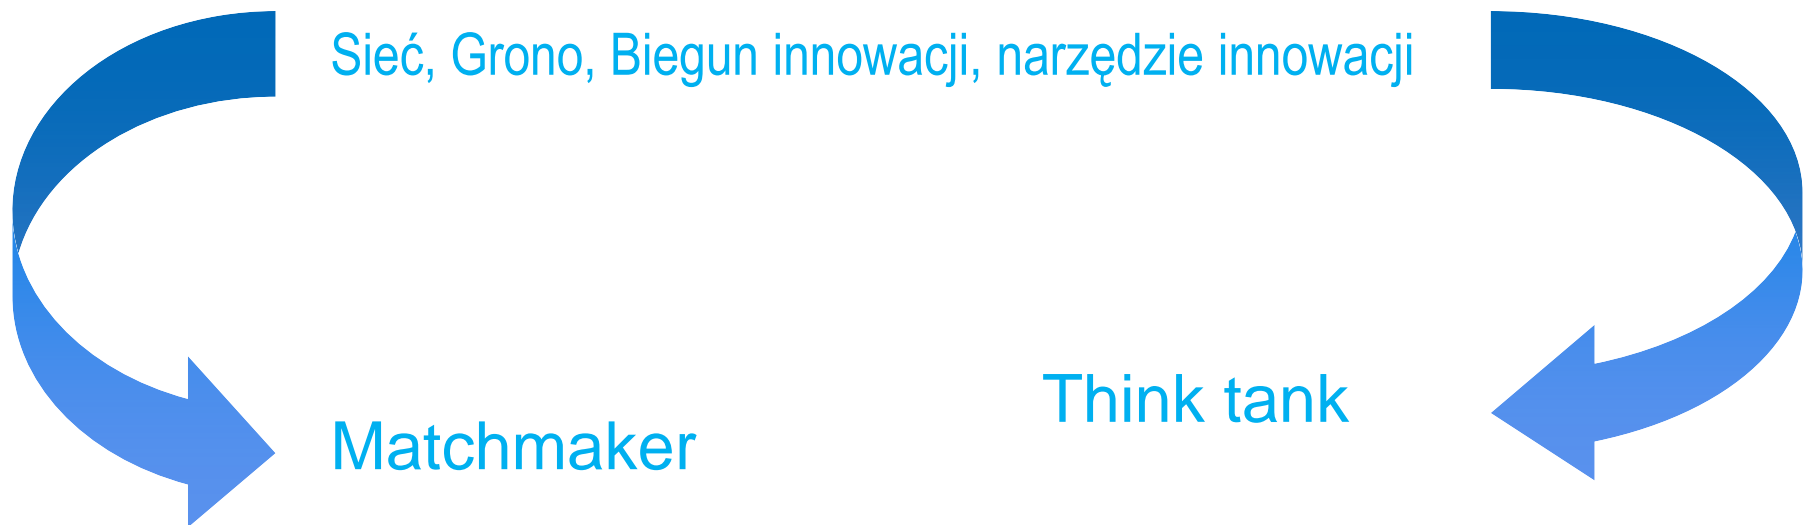 Sieć, Grono, Biegun innowacji, narzędzie innowacji
Think tank
Matchmaker